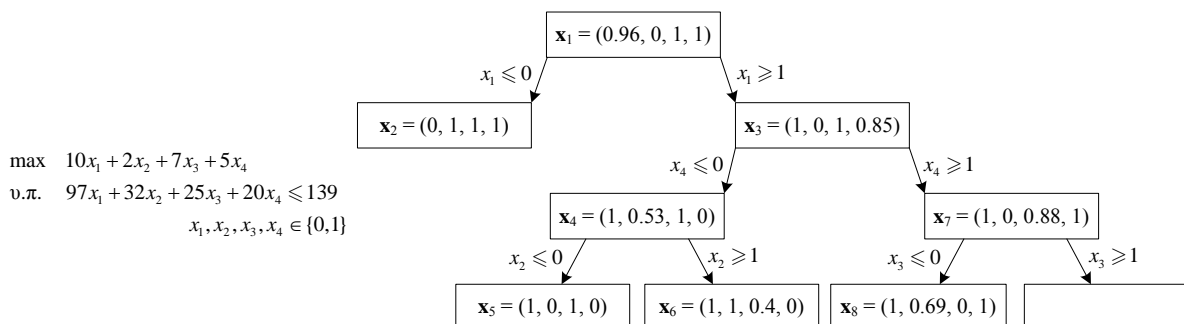 x₁ = (0.96, 0, 1, 1)
x₁ ⩽ 0
x₁ ⩾ 1
x₂ = (0, 1, 1, 1)
x₃ = (1, 0, 1, 0.85)
max 10x₁ + 2x₂ + 7x₃ + 5x₄
υ.π. 97x₁ + 32x₂ + 25x₃ + 20x₄ ⩽ 139
x₁, x₂, x₃, x₄ ∈ {0,1}
x₄ ⩽ 0
x₄ ⩾ 1
x₄ = (1, 0.53, 1, 0)
x₇ = (1, 0, 0.88, 1)
x₂ ⩽ 0
x₂ ⩾ 1
x₃ ⩽ 0
x₃ ⩾ 1
x₅ = (1, 0, 1, 0)
x₆ = (1, 1, 0.4, 0)
x₈ = (1, 0.69, 0, 1)